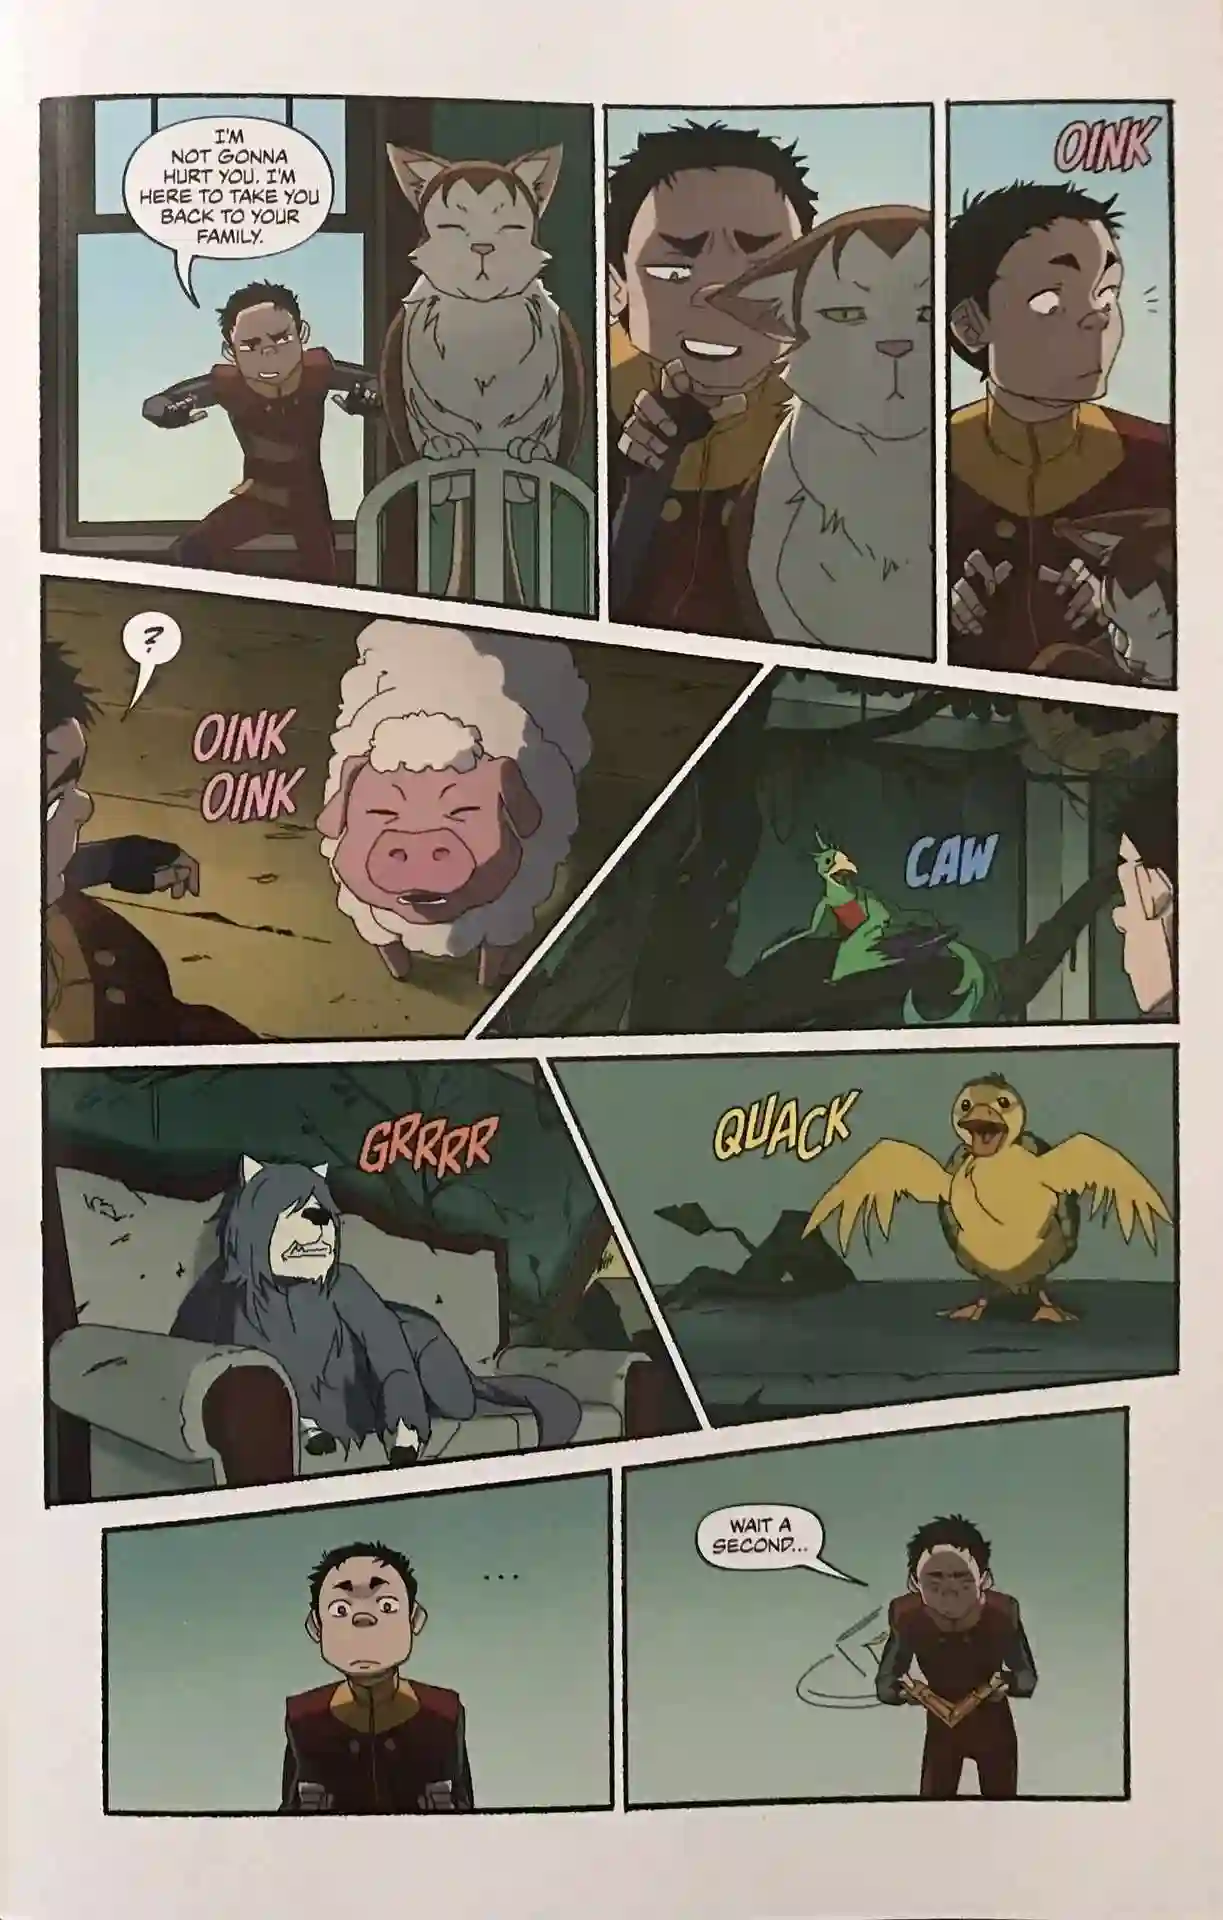 I'M
NOT GONNA
HURT YOU. I'M
HERE TO TAKE YOU
BACK TO YOUR
FAMILY.
OINK
?
OINK
OINK
CAW
GRRRR
QUACK
...
WAIT A
SECOND...